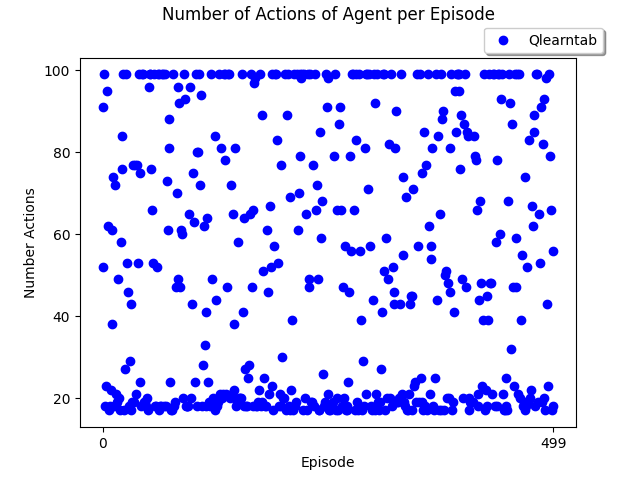 Number of Actions of Agent per Episode
Qlearntab
100
80
60
40
20
Number Actions
0
499
Episode